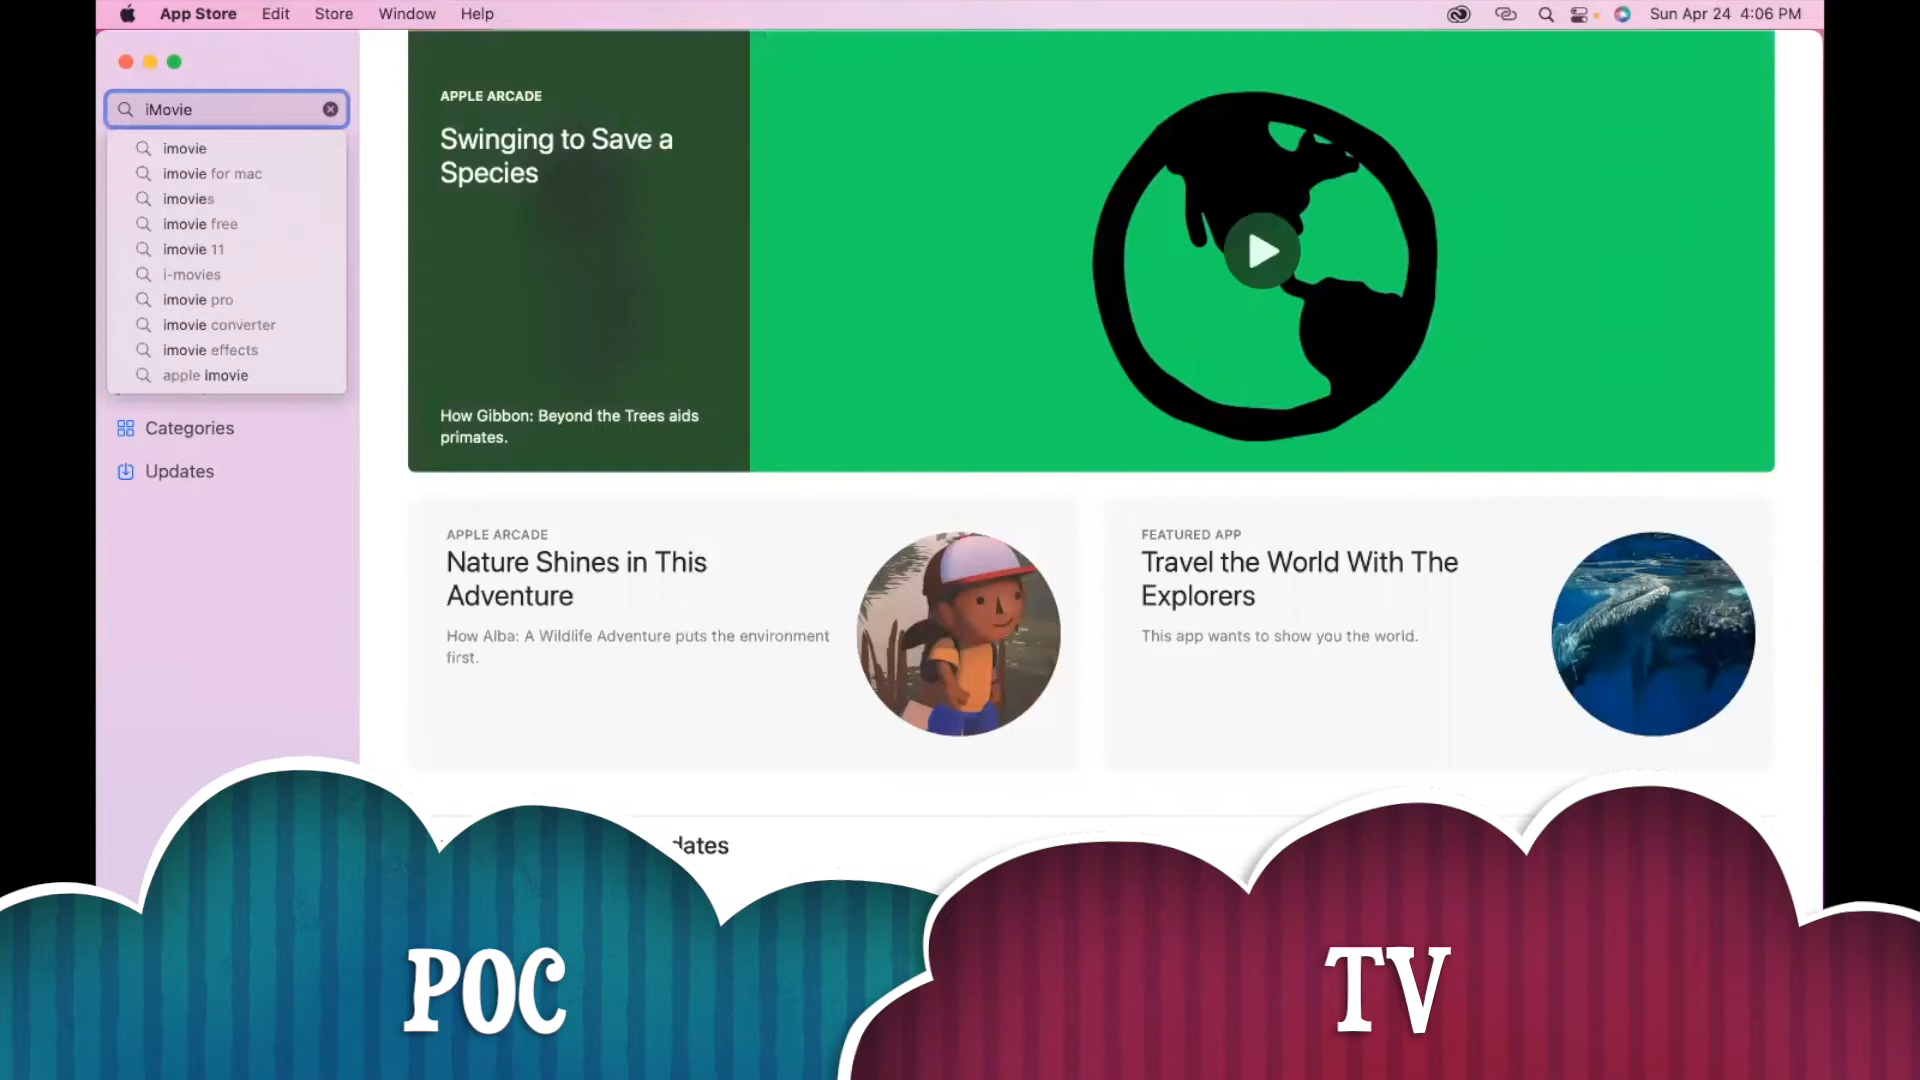 App Store Edit Store Window Help
Sun Apr 24 4:06 PM
iMovie
imovie
imovie for mac
imovies
imovie free
imovie 11
i-movies
imovie pro
imovie converter
imovie effects
apple imovie
Categories
Updates
APPLE ARCADE
Swinging to Save a
Species
How Gibbon: Beyond the Trees aids
primates.
APPLE ARCADE
Nature Shines in This
Adventure
How Alba: A Wildlife Adventure puts the environment
first.
FEATURED APP
Travel the World With The
Explorers
This app wants to show you the world.
POC
TV